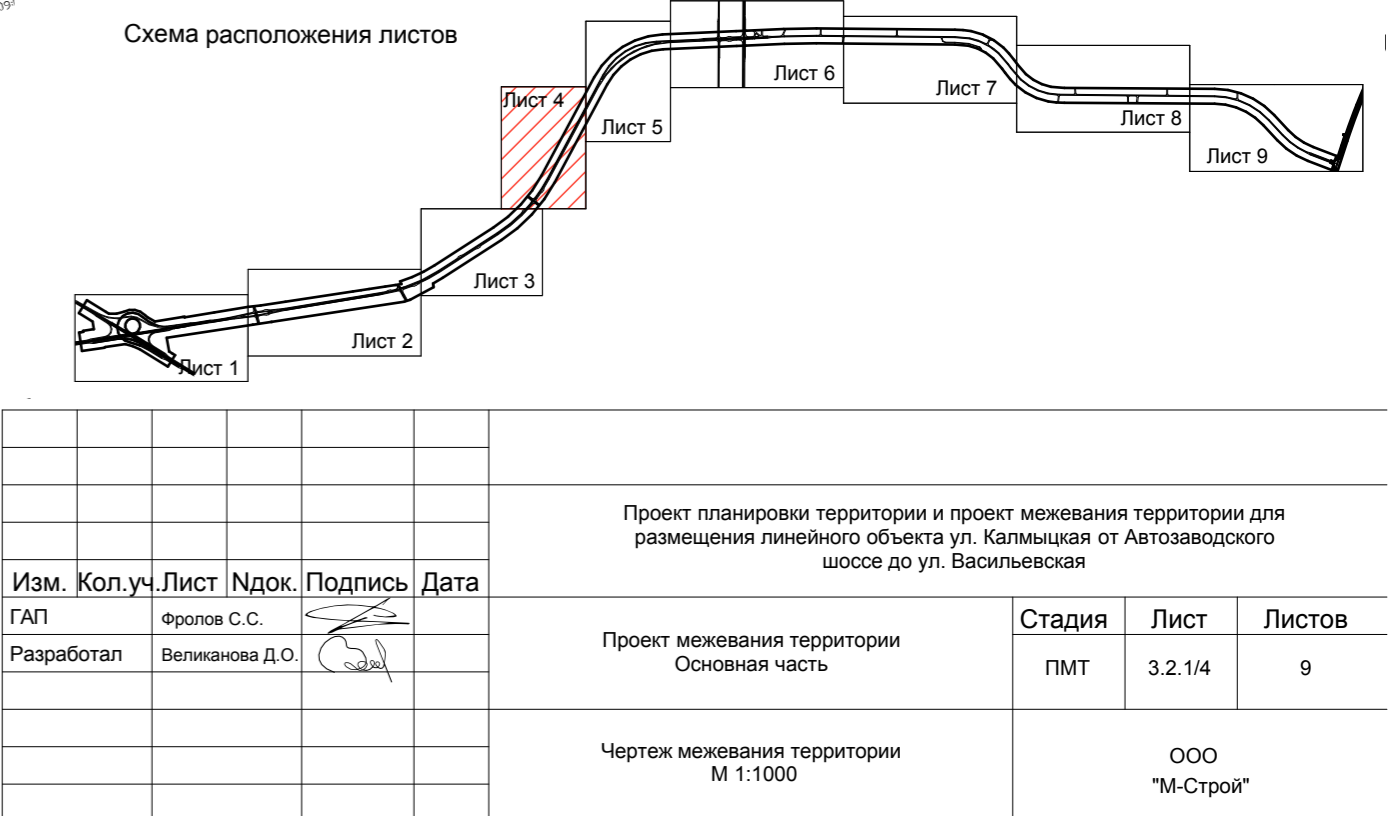 Схема расположения листов
Лист 6
Лист 7
Лист 4
Лист 5
Лист 8
Лист 9
Лист 3
Лист 2
Лист 1
Проект планировки территории и проект межевания территории для
размещения линейного объекта ул. Калмыцкая от Автозаводского
шоссе до ул. Васильевская
Изм. Кол.уч. Лист Nдок. Подпись Дата
ГАП Фролов С.С.
Разработал Великанова Д.О.
Проект межевания территории
Основная часть
Стадия Лист Листов
ПМТ 3.2.1/4 9
Чертеж межевания территории
М 1:1000
ООО
"М-Строй"